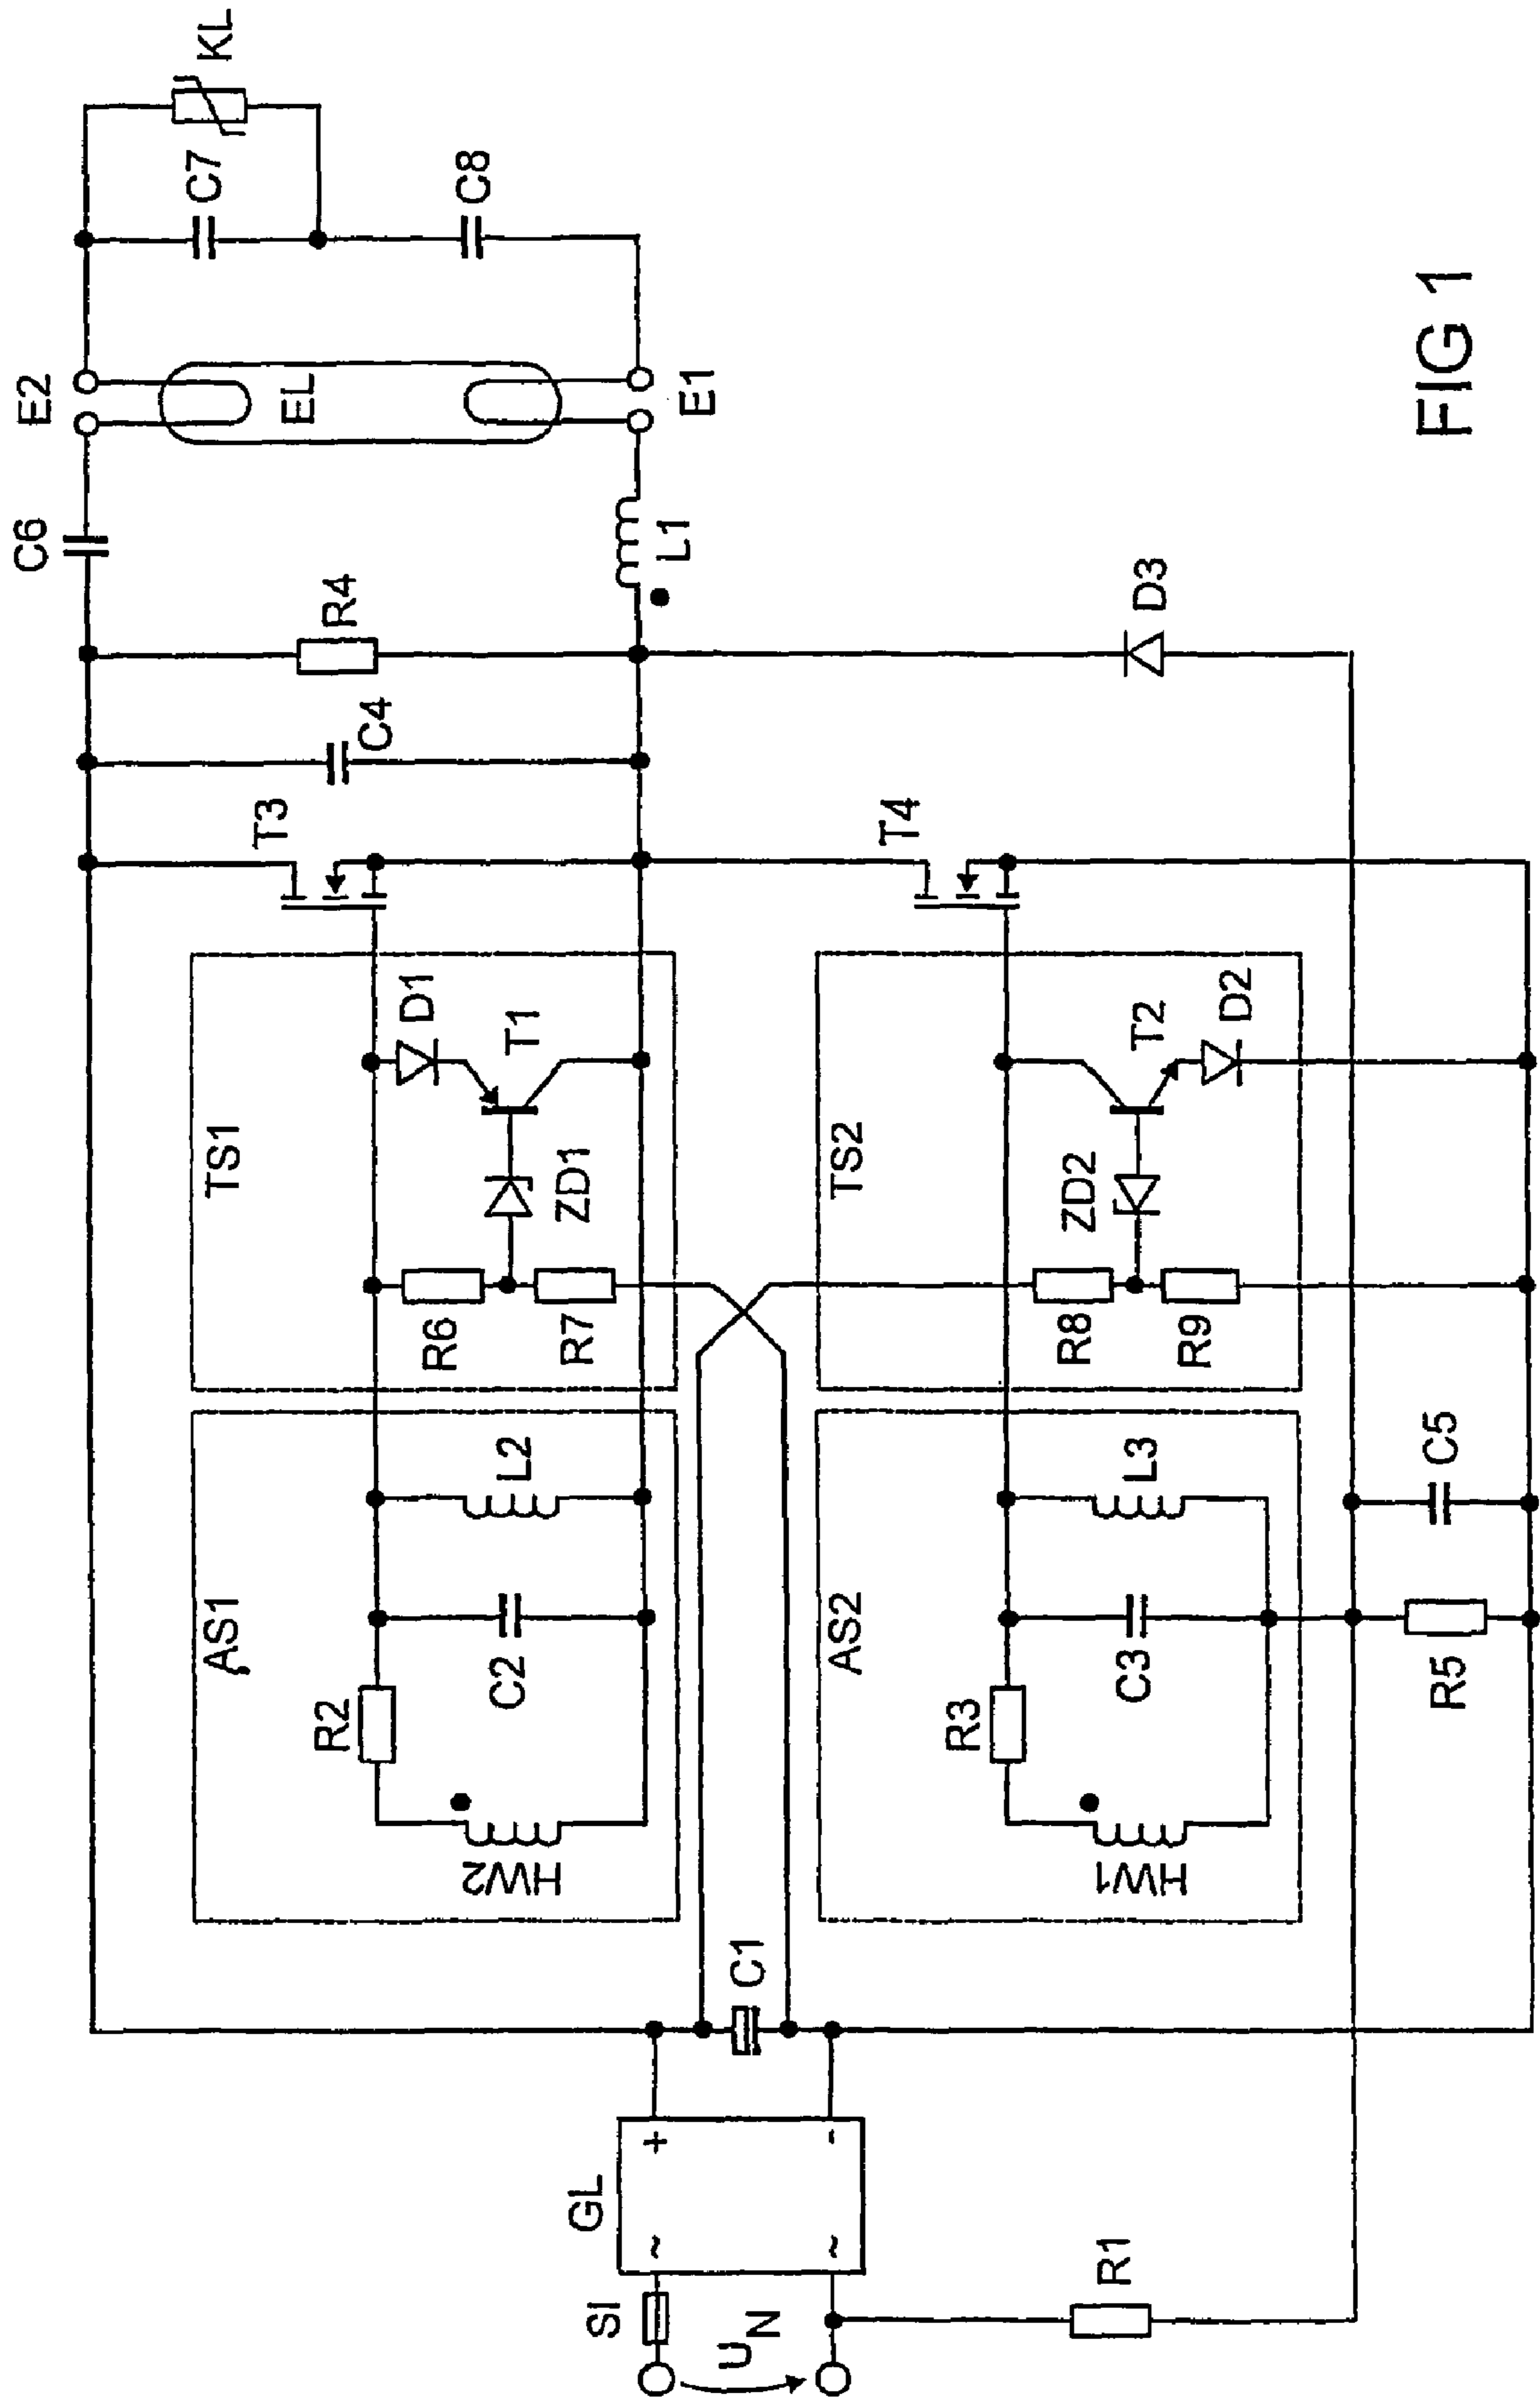 SI
U N
GL
~
~
+
-
R1
C1
AS1
HW2
R2
C2
L2
TS1
R6
R7
ZD1
D1
T1
T3
C4
R4
C6
L1
E2
EL
E1
C7
C8
KL
AS2
HW1
R3
C3
L3
TS2
R8
R9
ZD2
T2
D2
T4
D3
R5
C5
FIG 1